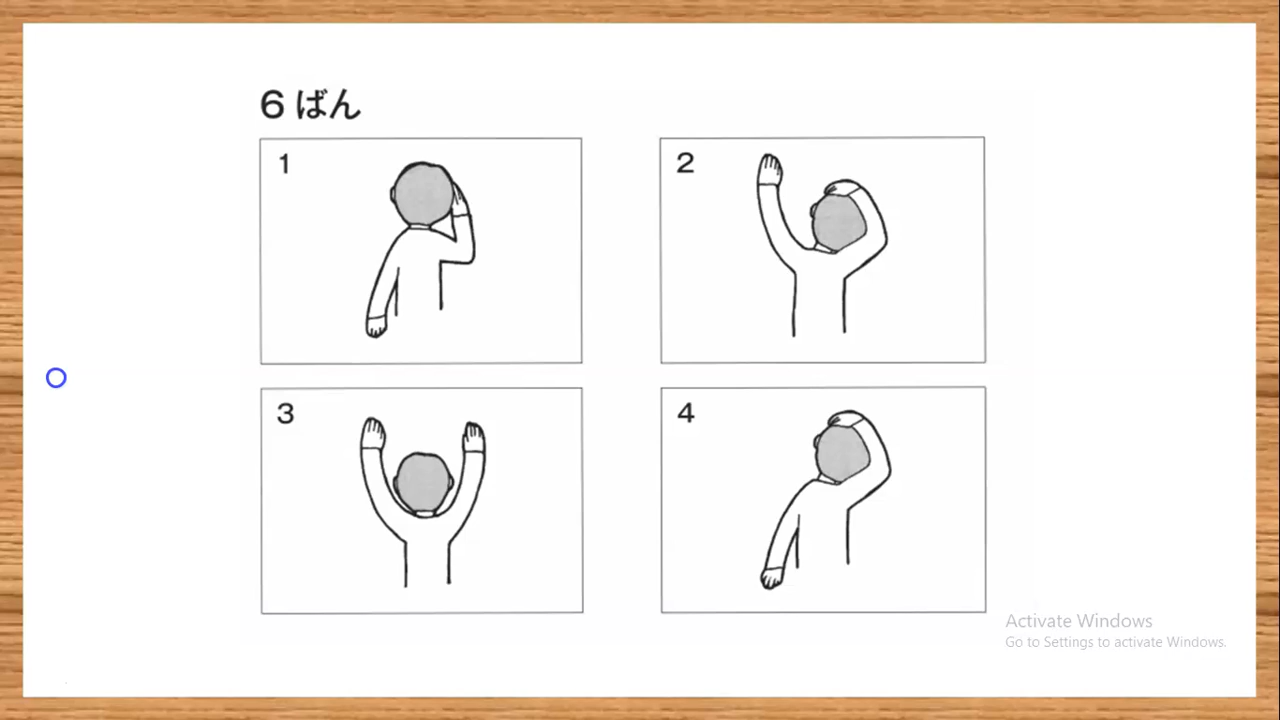 6 ばん
1
2
3
4
Activate Windows
Go to Settings to activate Windows.